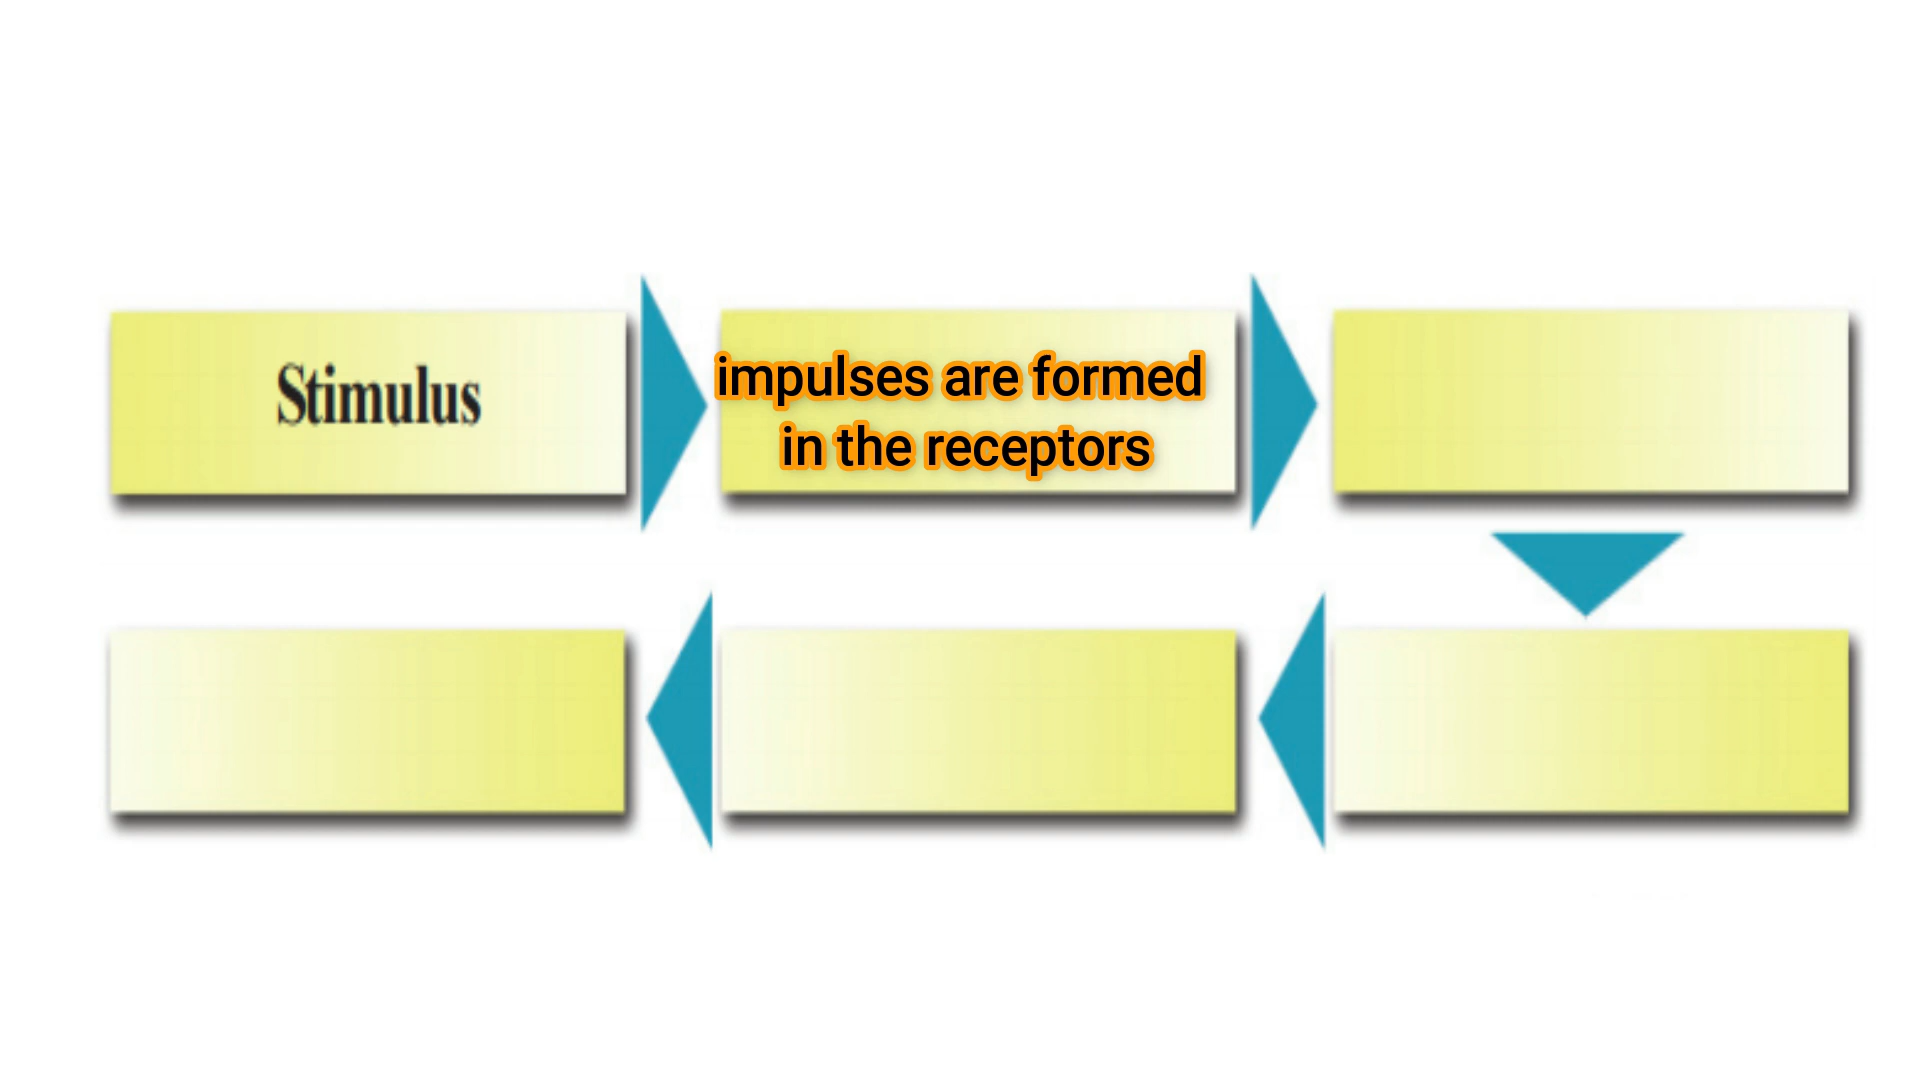 Stimulus
impulses are formed
in the receptors